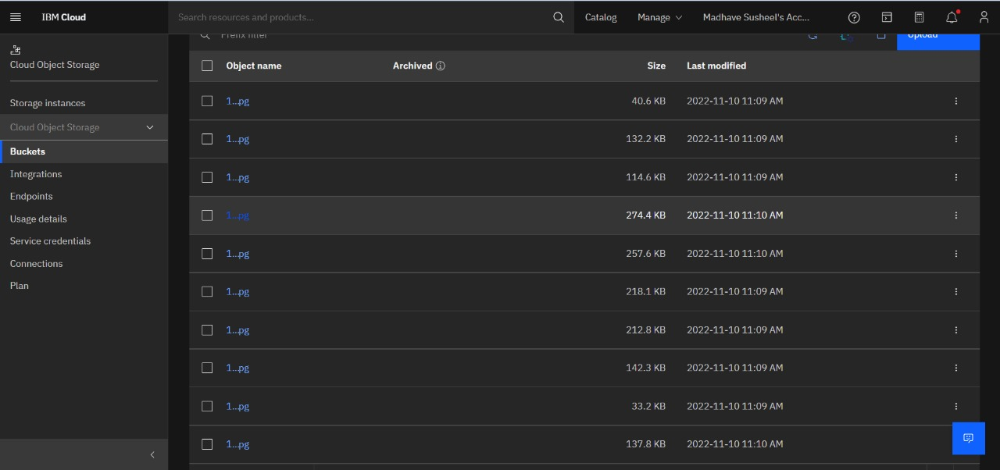 IBM Cloud
Search resources and products...
Catalog
Manage
Madhave Susheel's Acc...
Prefix filter
Upload
Cloud Object Storage
Storage instances
Cloud Object Storage
Buckets
Integrations
Endpoints
Usage details
Service credentials
Connections
Plan
Object name Archived Size Last modified
1...pg 40.6 KB 2022-11-10 11:09 AM
1...pg 132.2 KB 2022-11-10 11:09 AM
1...pg 114.6 KB 2022-11-10 11:09 AM
1...pg 274.4 KB 2022-11-10 11:10 AM
1...pg 257.6 KB 2022-11-10 11:10 AM
1...pg 218.1 KB 2022-11-10 11:09 AM
1...pg 212.8 KB 2022-11-10 11:09 AM
1...pg 142.3 KB 2022-11-10 11:09 AM
1...pg 33.2 KB 2022-11-10 11:09 AM
1...pg 137.8 KB 2022-11-10 11:10 AM